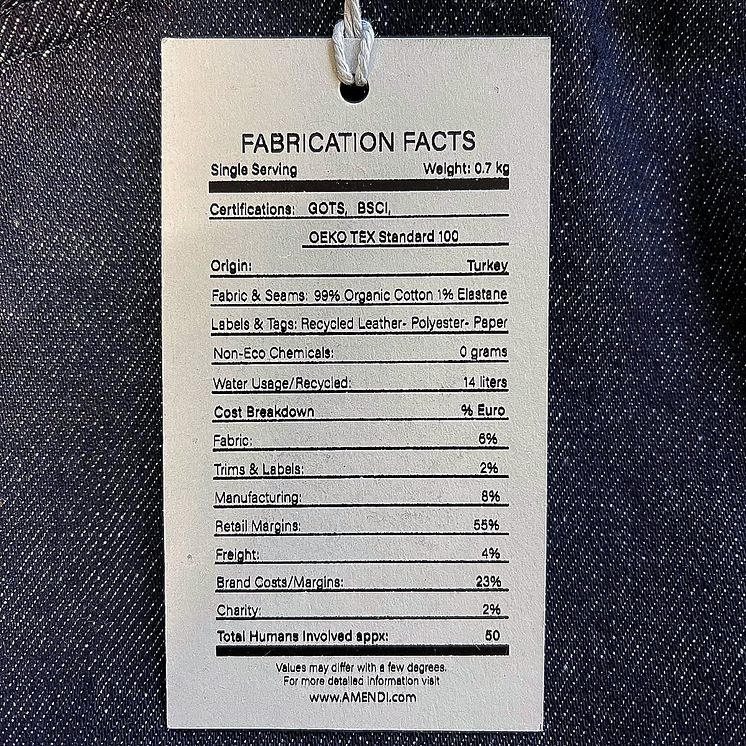 FABRICATION FACTS
Single Serving Weight: 0.7 kg
Certifications: GOTS, BSCI,
OEKO TEX Standard 100
Origin: Turkey
Fabric & Seams: 99% Organic Cotton 1% Elastane
Labels & Tags: Recycled Leather- Polyester- Paper
Non-Eco Chemicals: 0 grams
Water Usage/Recycled: 14 liters
Cost Breakdown % Euro
Fabric: 6%
Trims & Labels: 2%
Manufacturing: 8%
Retail Margins: 55%
Freight: 4%
Brand Costs/Margins: 23%
Charity: 2%
Total Humans Involved appx: 50
Values may differ with a few degrees.
For more detailed information visit
www.AMENDI.com